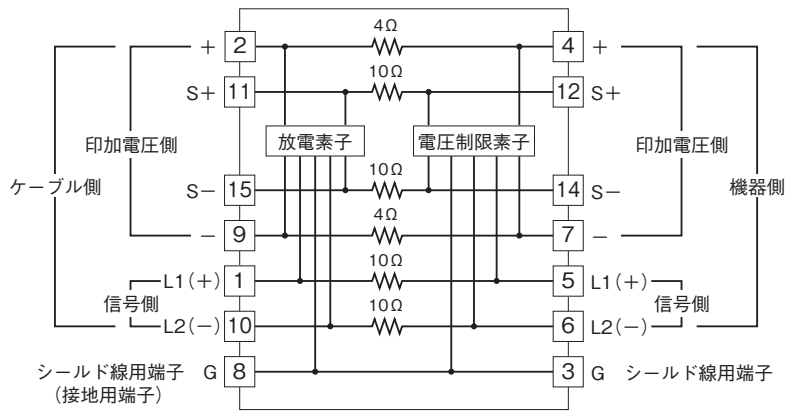 4Ω
+ 2 4 +
10Ω
S+ 11 12 S+
放電素子 電圧制限素子
印加電圧側 印加電圧側
10Ω
ケーブル側 機器側
S− 15 14 S−
4Ω
− 9 7 −
10Ω
L1(+) 1 5 L1(+)
信号側 信号側
10Ω
L2(−) 10 6 L2(−)
シールド線用端子 G 8 3 G シールド線用端子
(接地用端子)